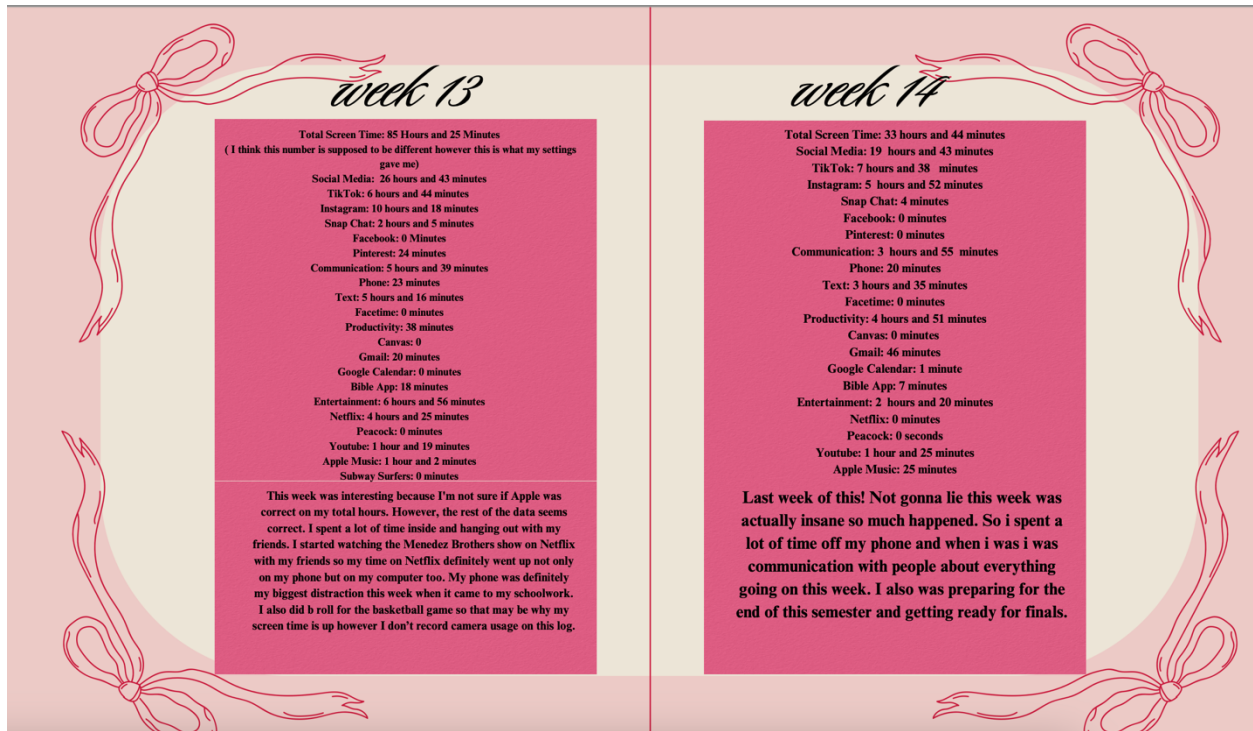 week 13
Total Screen Time: 85 Hours and 25 Minutes
( I think this number is supposed to be different however this is what my settings
gave me)
Social Media: 26 hours and 43 minutes
TikTok: 6 hours and 44 minutes
Instagram: 10 hours and 18 minutes
Snap Chat: 2 hours and 5 minutes
Facebook: 0 Minutes
Pinterest: 24 minutes
Communication: 5 hours and 39 minutes
Phone: 23 minutes
Text: 5 hours and 16 minutes
Facetime: 0 minutes
Productivity: 38 minutes
Canvas: 0
Gmail: 20 minutes
Google Calendar: 0 minutes
Bible App: 18 minutes
Entertainment: 6 hours and 56 minutes
Netflix: 4 hours and 25 minutes
Peacock: 0 minutes
Youtube: 1 hour and 19 minutes
Apple Music: 1 hour and 2 minutes
Subway Surfers: 0 minutes
This week was interesting because I'm not sure if Apple was
correct on my total hours. However, the rest of the data seems
correct. I spent a lot of time inside and hanging out with my
friends. I started watching the Menedez Brothers show on Netflix
with my friends so my time on Netflix definitely went up not only
on my phone but on my computer too. My phone was definitely
my biggest distraction this week when it came to my schoolwork.
I also did b roll for the basketball game so that may be why my
screen time is up however I don't record camera usage on this log.
week 14
Total Screen Time: 33 hours and 44 minutes
Social Media: 19 hours and 43 minutes
TikTok: 7 hours and 38 minutes
Instagram: 5 hours and 52 minutes
Snap Chat: 4 minutes
Facebook: 0 minutes
Pinterest: 0 minutes
Communication: 3 hours and 55 minutes
Phone: 20 minutes
Text: 3 hours and 35 minutes
Facetime: 0 minutes
Productivity: 4 hours and 51 minutes
Canvas: 0 minutes
Gmail: 46 minutes
Google Calendar: 1 minute
Bible App: 7 minutes
Entertainment: 2 hours and 20 minutes
Netflix: 0 minutes
Peacock: 0 seconds
Youtube: 1 hour and 25 minutes
Apple Music: 25 minutes
Last week of this! Not gonna lie this week was
actually insane so much happened. So i spent a
lot of time off my phone and when i was i was
communication with people about everything
going on this week. I also was preparing for the
end of this semester and getting ready for finals.